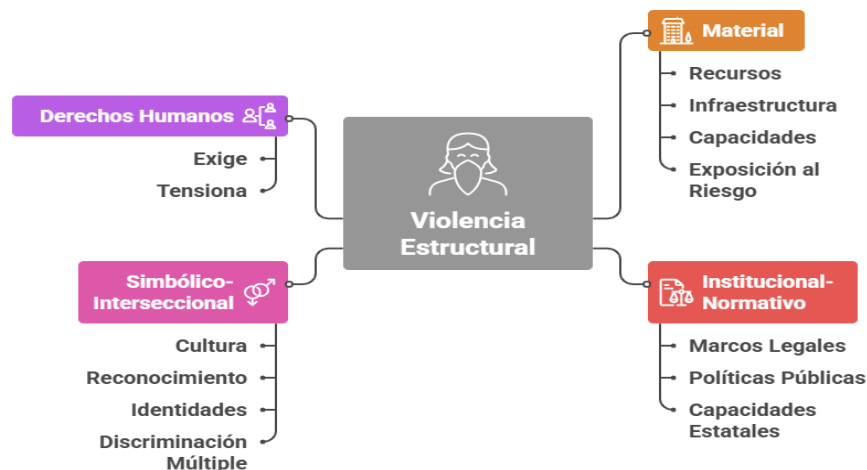 Violencia
Estructural
Derechos Humanos
Exige
Tensiona
Simbólico-
Interseccional
Cultura
Reconocimiento
Identidades
Discriminación
Múltiple
Material
Recursos
Infraestructura
Capacidades
Exposición al
Riesgo
Institucional-
Normativo
Marcos Legales
Políticas Públicas
Capacidades
Estatales